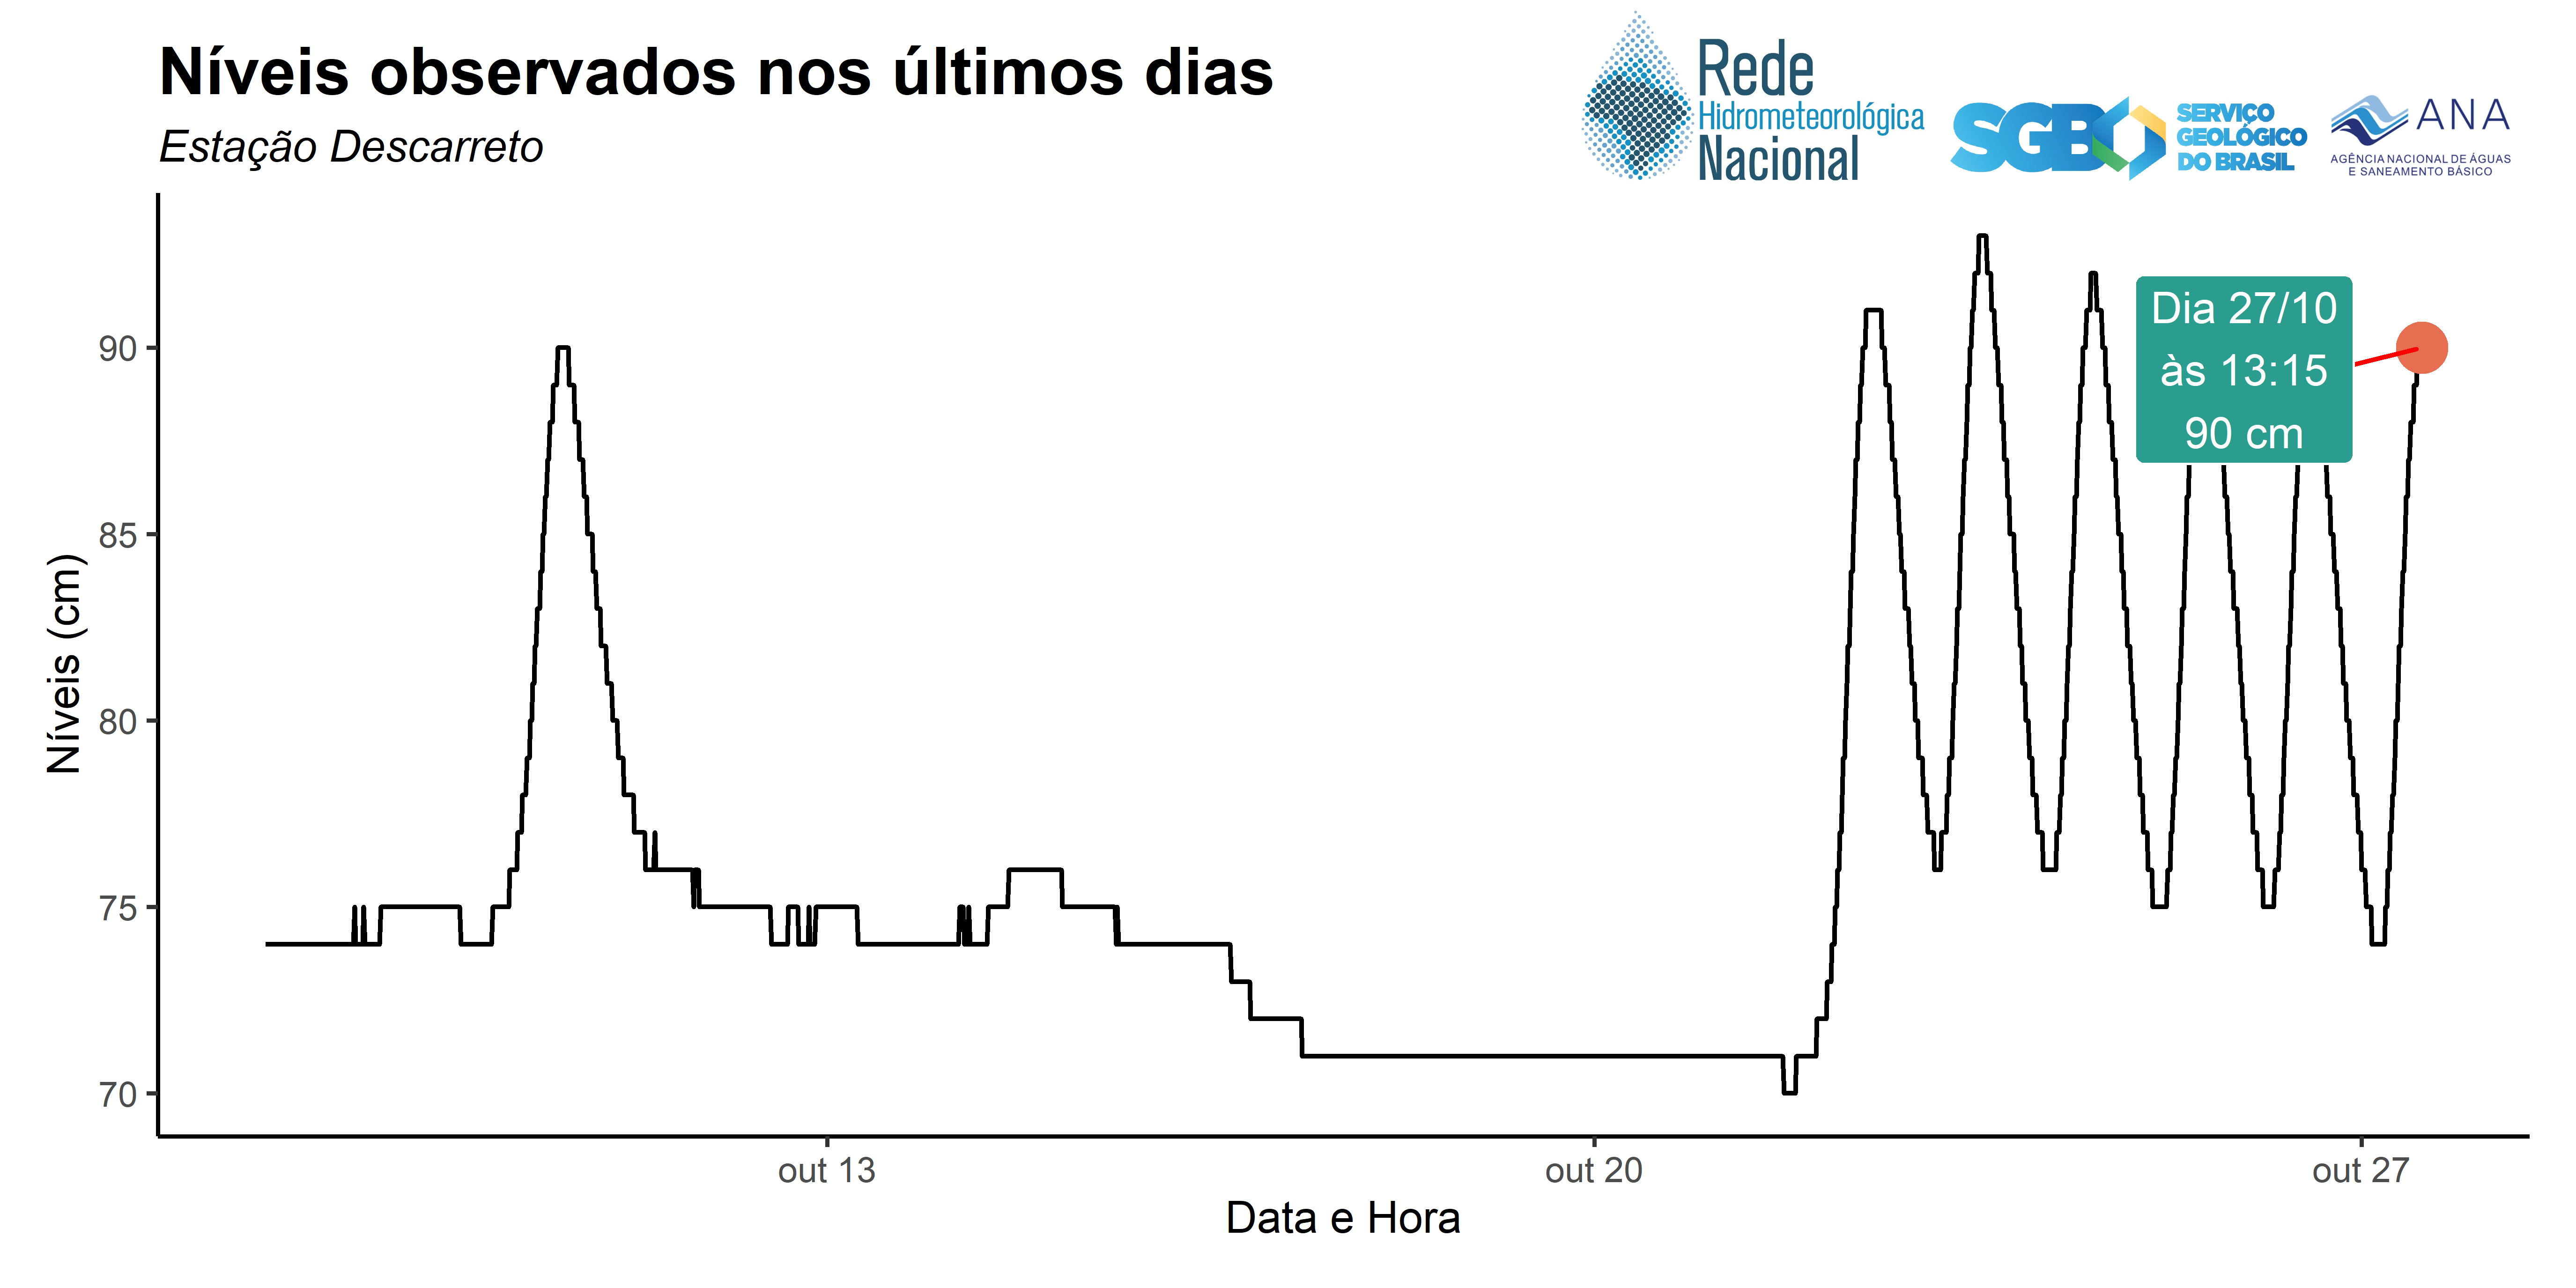 Níveis observados nos últimos dias
Estação Descarreto
Rede
Hidrometeorológica
Nacional
SGB
SERVIÇO
GEOLÓGICO
DO BRASIL
ANA
AGÊNCIA NACIONAL DE ÁGUAS
E SANEAMENTO BÁSICO
Dia 27/10
às 13:15
90 cm
Níveis (cm)
90
85
80
75
70
out 13
out 20
out 27
Data e Hora